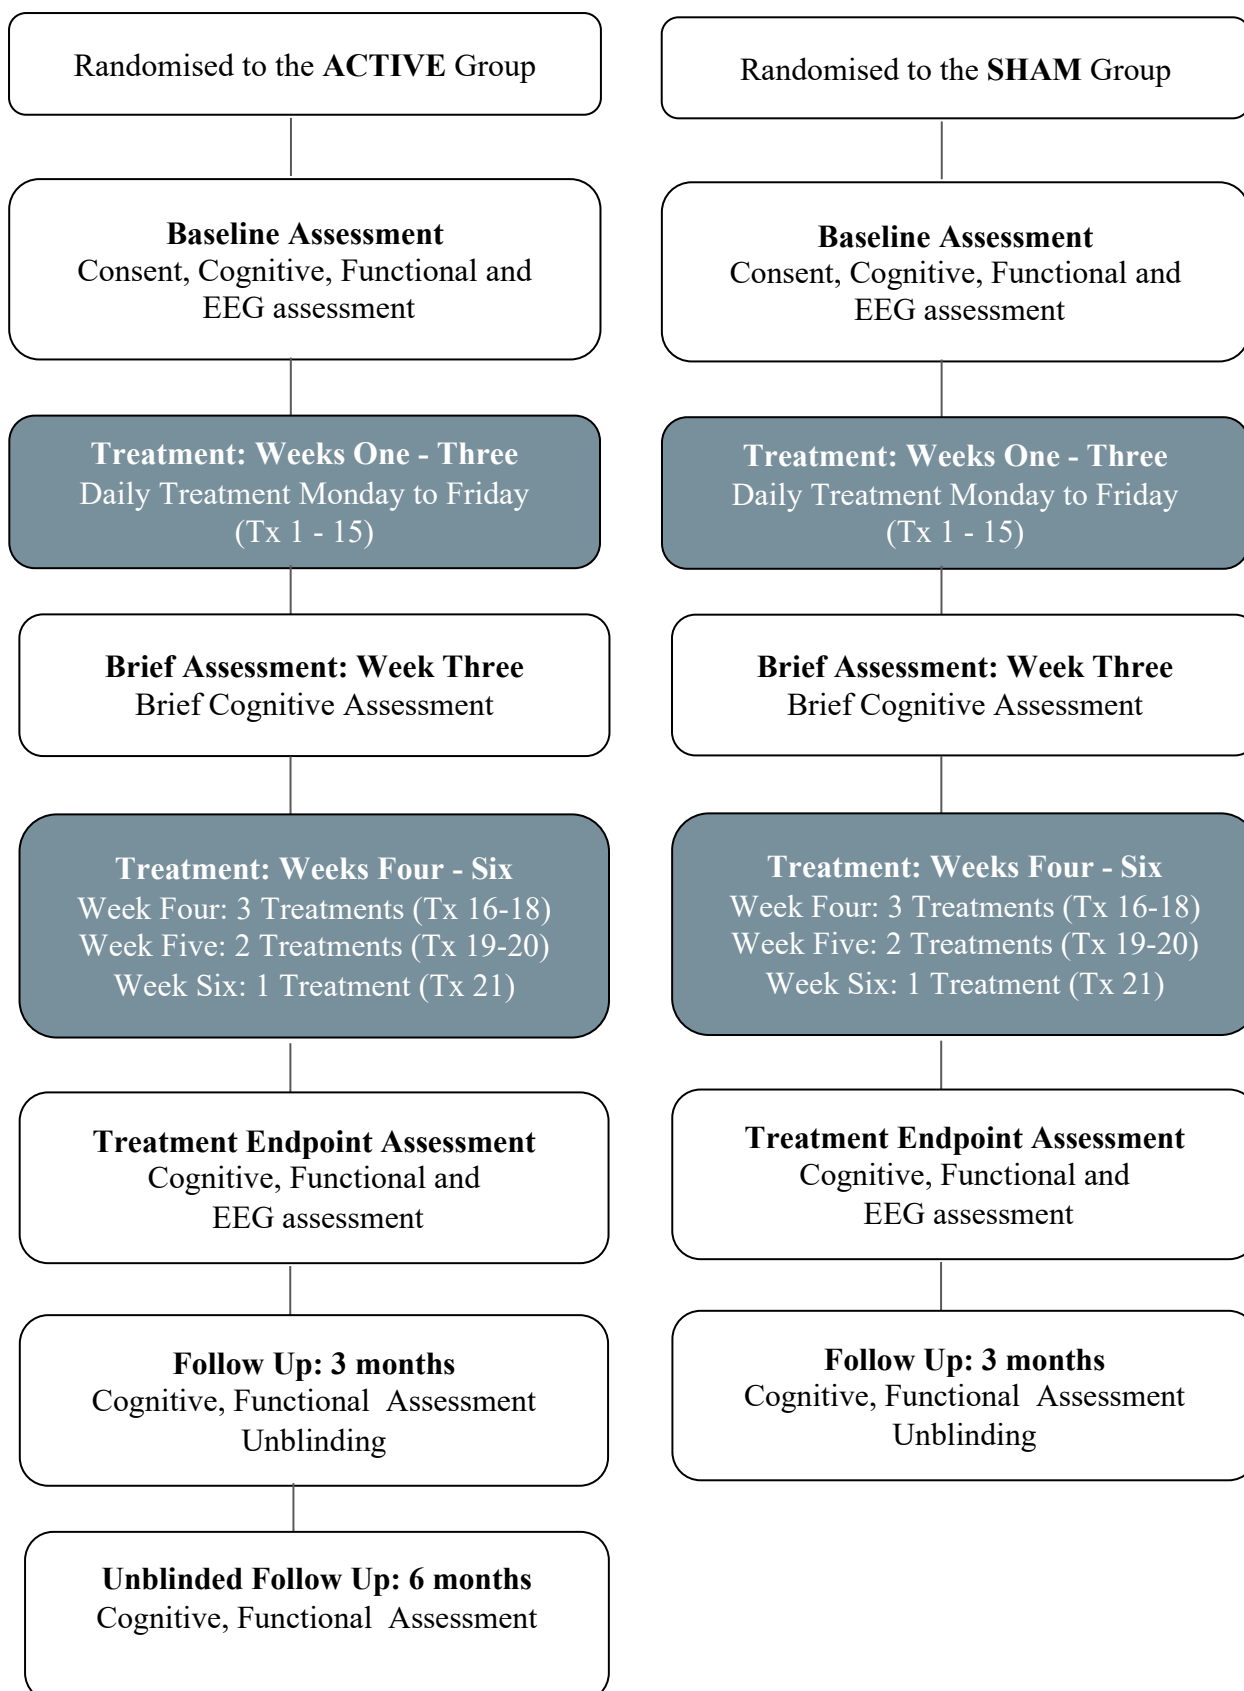 Randomised to the ACTIVE Group
Baseline Assessment
Consent, Cognitive, Functional and
EEG assessment
Treatment: Weeks One - Three
Daily Treatment Monday to Friday
(Tx 1 - 15)
Brief Assessment: Week Three
Brief Cognitive Assessment
Treatment: Weeks Four - Six
Week Four: 3 Treatments (Tx 16-18)
Week Five: 2 Treatments (Tx 19-20)
Week Six: 1 Treatment (Tx 21)
Treatment Endpoint Assessment
Cognitive, Functional and
EEG assessment
Follow Up: 3 months
Cognitive, Functional  Assessment
Unblinding
Unblinded Follow Up: 6 months
Cognitive, Functional  Assessment
Randomised to the SHAM Group
Baseline Assessment
Consent, Cognitive, Functional and
EEG assessment
Treatment: Weeks One - Three
Daily Treatment Monday to Friday
(Tx 1 - 15)
Brief Assessment: Week Three
Brief Cognitive Assessment
Treatment: Weeks Four - Six
Week Four: 3 Treatments (Tx 16-18)
Week Five: 2 Treatments (Tx 19-20)
Week Six: 1 Treatment (Tx 21)
Treatment Endpoint Assessment
Cognitive, Functional and
EEG assessment
Follow Up: 3 months
Cognitive, Functional  Assessment
Unblinding